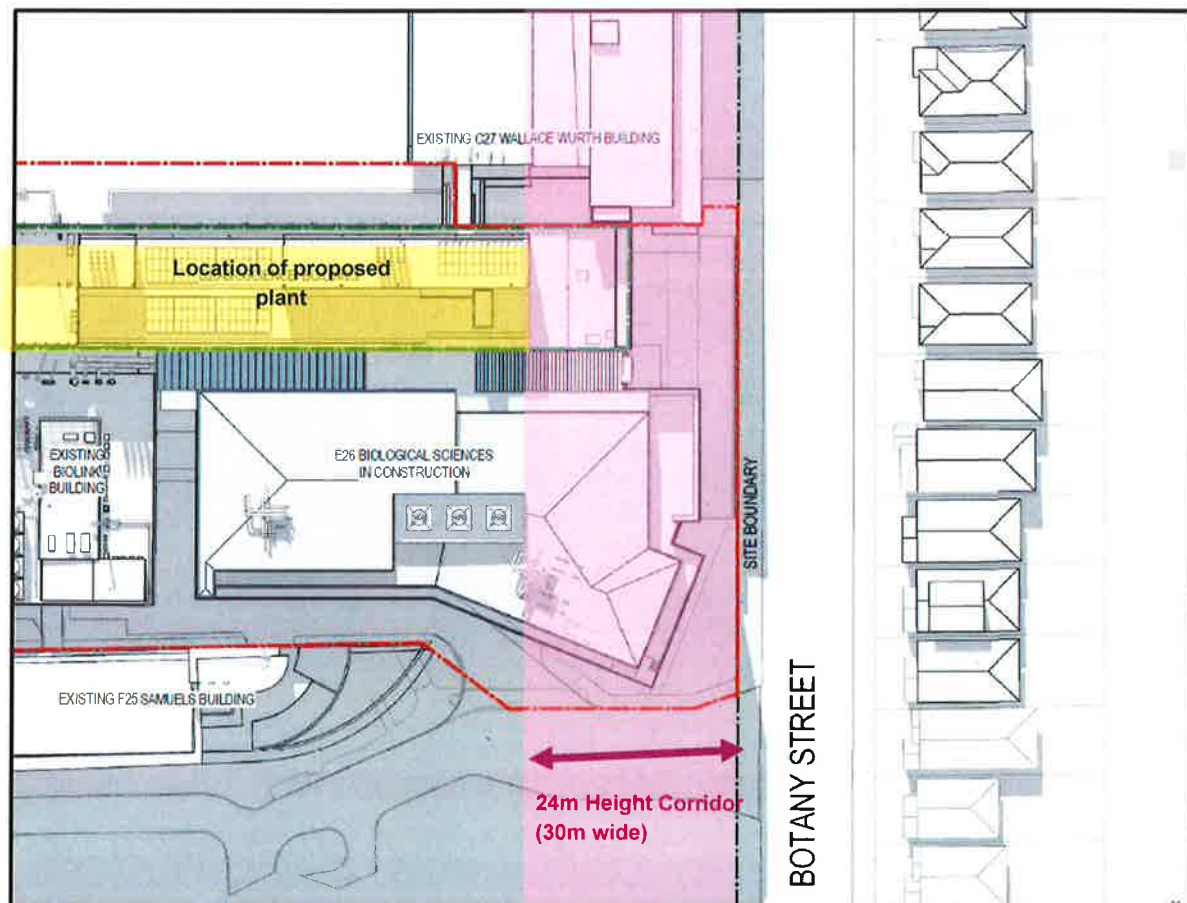 EXISTING C27 WALLACE WURTH BUILDING
Location of proposed
plant
EXISTING
BIOLINK
BUILDING
E26 BIOLOGICAL SCIENCES
IN CONSTRUCTION
SITE BOUNDARY
EXISTING F25 SAMUELS BUILDING
24m Height Corridor
(30m wide)
BOTANY STREET